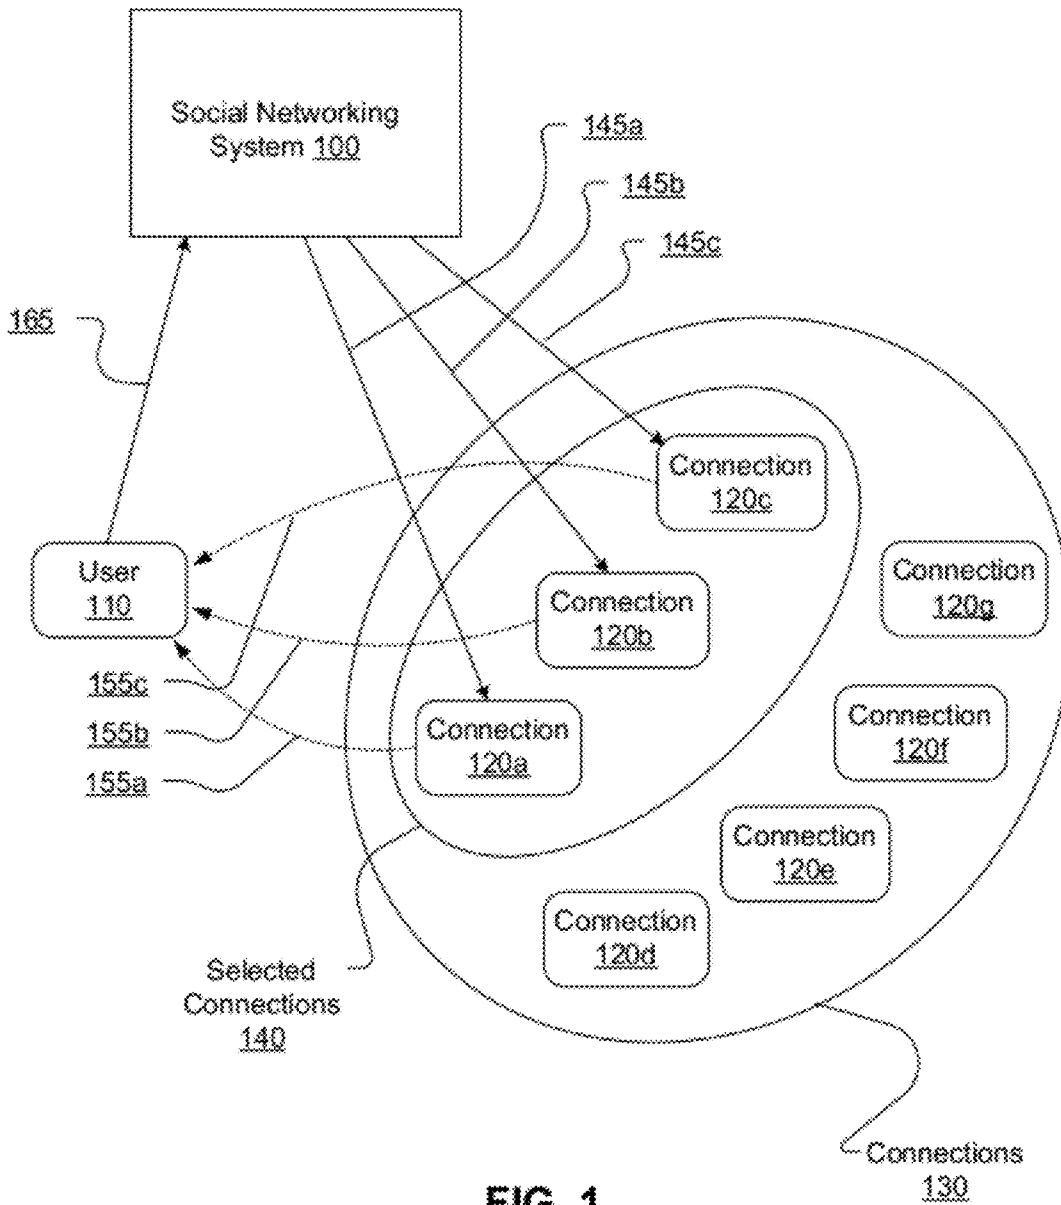 Social Networking
System 100
145a
145b
145c
165
Connection
120c
User
110
Connection
120g
Connection
120b
155c
155b
155a
Connection
120a
Connection
120f
Connection
120e
Connection
120d
Selected
Connections
140
Connections
130
FIG. 1